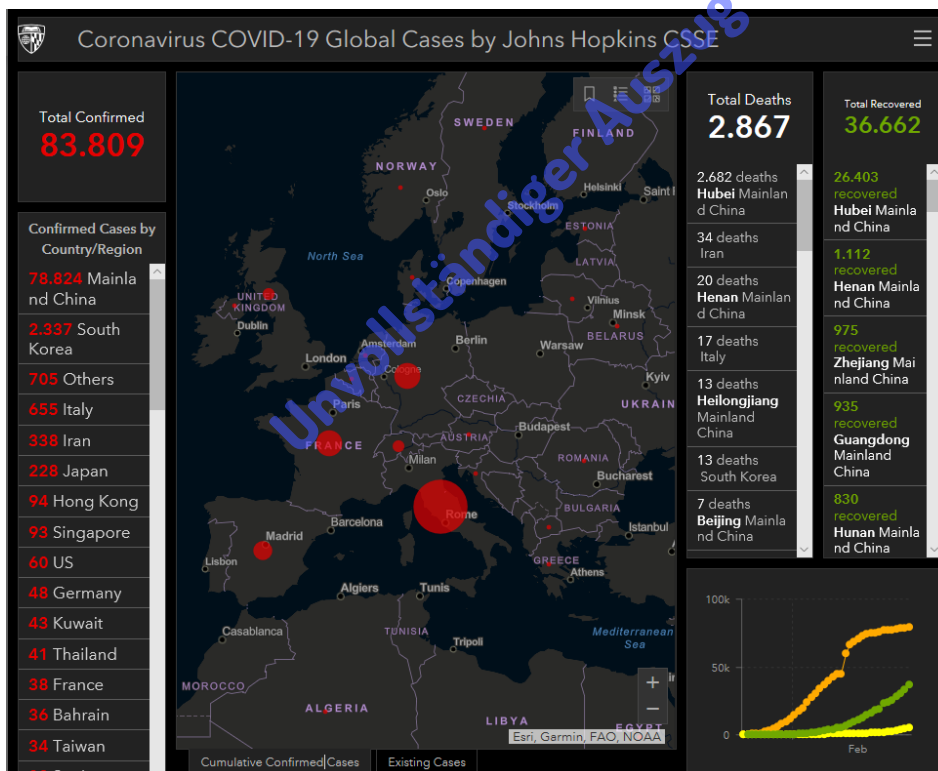 Coronavirus COVID-19 Global Cases by Johns Hopkins CSSE
Total Confirmed
83.809
Confirmed Cases by
Country/Region
78.824 Mainla
nd China
2.337 South
Korea
705 Others
655 Italy
338 Iran
228 Japan
94 Hong Kong
93 Singapore
60 US
48 Germany
43 Kuwait
41 Thailand
38 France
36 Bahrain
34 Taiwan
Unvollständiger Auszug
SWEDEN
FINLAND
NORWAY
Oslo
Helsinki
Saint
Stockholm
ESTONIA
North Sea
LATVIA
Copenhagen
UNITED
KINGDOM
Vilnius
Dublin
Minsk
BELARUS
Amsterdam
Berlin
Warsaw
London
Cologne
Kyiv
Paris
CZECHIA
UKRAIN
FRANCE
AUSTRIA
Budapest
Milan
ROMANIA
Bucharest
BULGARIA
Rome
Barcelona
Istanbul
Madrid
Lisbon
GREECE
Athens
Algiers
Tunis
Casablanca
TUNISIA
Mediterranean
Sea
Tripoli
MOROCCO
ALGERIA
LIBYA
EGYPT
Esri, Garmin, FAO, NOAA
Cumulative Confirmed Cases
Existing Cases
Total Deaths
2.867
2.682 deaths
Hubei Mainlan
d China
34 deaths
Iran
20 deaths
Henan Mainlan
d China
17 deaths
Italy
13 deaths
Heilongjiang
Mainland
China
13 deaths
South Korea
7 deaths
Beijing Mainla
nd China
Total Recovered
36.662
26.403
recovered
Hubei Mainla
nd China
1.112
recovered
Henan Mainla
nd China
975
recovered
Zhejiang Mai
nland China
935
recovered
Guangdong
Mainland
China
830
recovered
Hunan Mainla
nd China
100k
50k
0
Feb